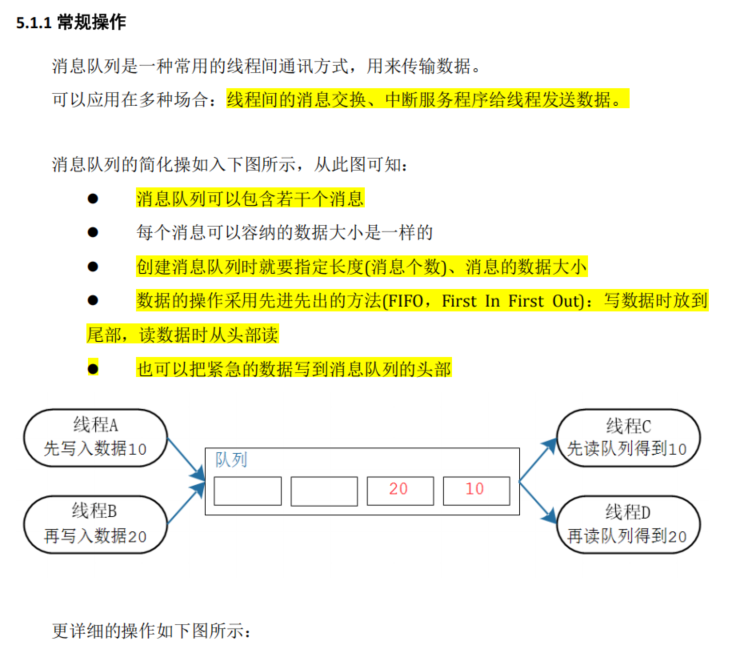 5.1.1 常规操作
消息队列是一种常用的线程间通讯方式，用来传输数据。
可以应用在多种场合：线程间的消息交换、中断服务程序给线程发送数据。
消息队列的简化操如入下图所示，从此图可知：
● 消息队列可以包含若干个消息
● 每个消息可以容纳的数据大小是一样的
● 创建消息队列时就要指定长度(消息个数)、消息的数据大小
● 数据的操作采用先进先出的方法(FIFO，First In First Out)：写数据时放到
尾部，读数据时从头部读
● 也可以把紧急的数据写到消息队列的头部
线程A
先写入数据10
线程B
再写入数据20
队列
20 10
线程C
先读队列得到10
线程D
再读队列得到20
更详细的操作如下图所示：